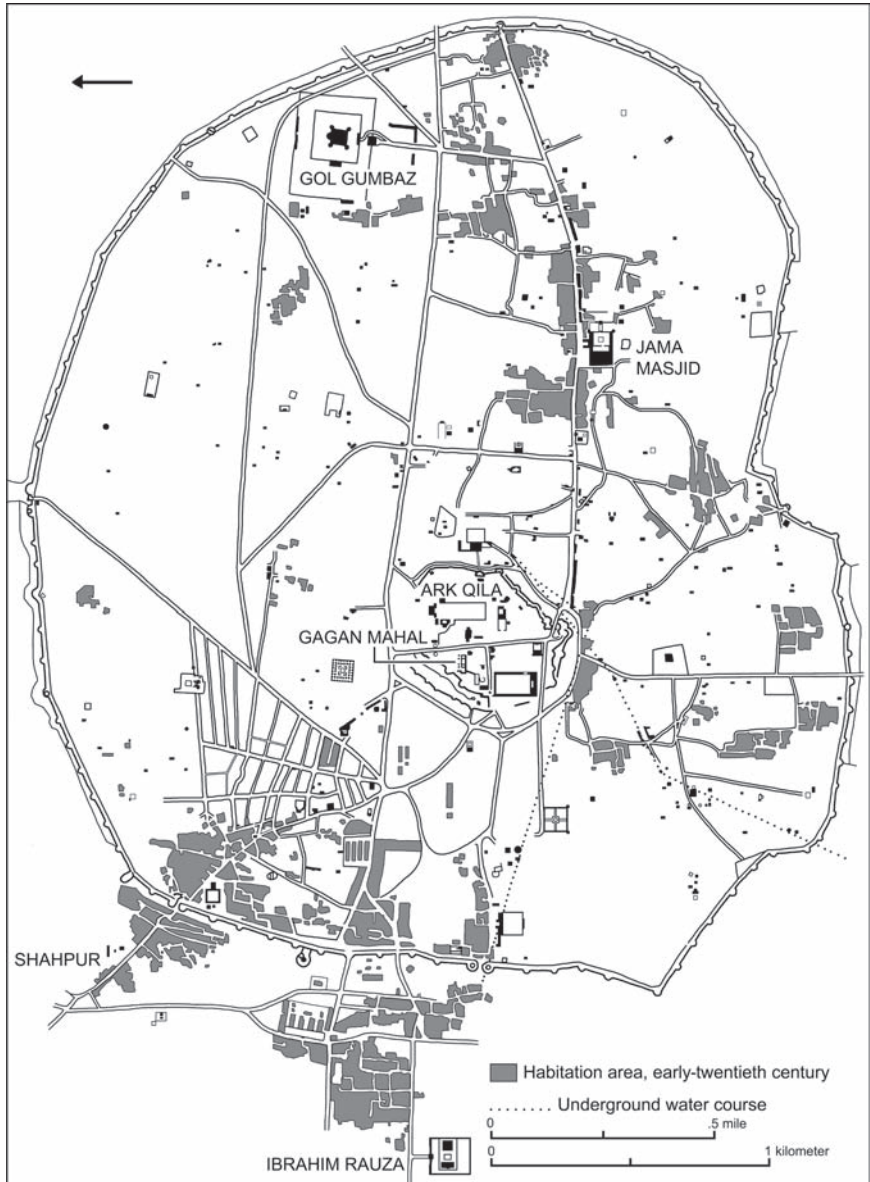 GOL GUMBAZ
JAMA
MASJID
ARK QILA
GAGAN MAHAL
SHAHPUR
Habitation area, early-twentieth century
Underground water course
0 .5 mile
0 1 kilometer
IBRAHIM RAUZA